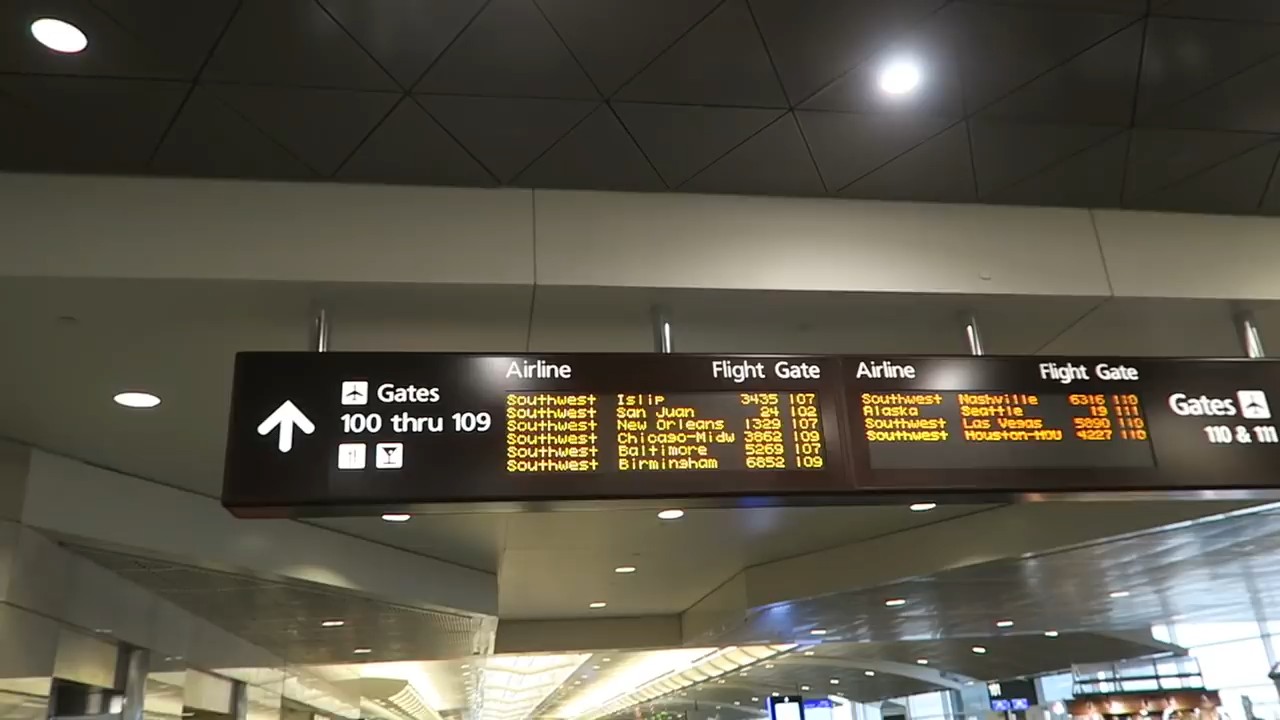 Gates
100 thru 109
Airline Flight Gate
Southwest Islip 3435 107
Southwest San Juan 24 102
Southwest New Orleans 1329 107
Southwest Chicago-Midw 3662 109
Southwest Baltimore 5269 107
Southwest Birmingham 6852 109
Airline Flight Gate
Southwest Nashville 6316 110
Alaska Seattle 19 111
Southwest Las Vegas 5890 110
Southwest Houston-HOU 4227 110
Gates
110 & 111